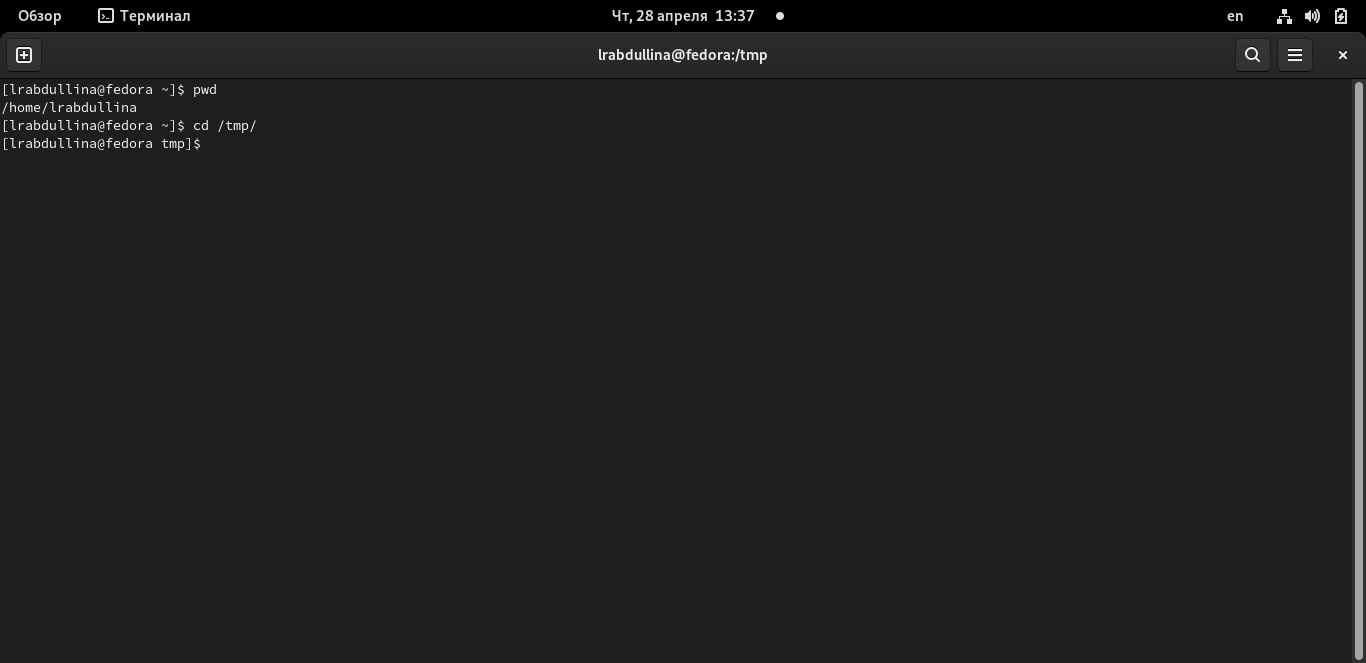 Обзор Терминал Чт, 28 апреля 13:37 en
lrabdullina@fedora:/tmp
[lrabdullina@fedora ~]$ pwd
/home/lrabdullina
[lrabdullina@fedora ~]$ cd /tmp/
[lrabdullina@fedora tmp]$